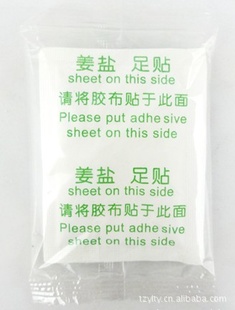 姜盐 足贴
sheet on this side
请将胶布贴于此面
Please put adhe sive
sheet on this side
姜盐 足贴
sheet on this side
请将胶布贴于此面
Please put adhe sive
sheet on this side
tzyfty.cn.alibaba.com